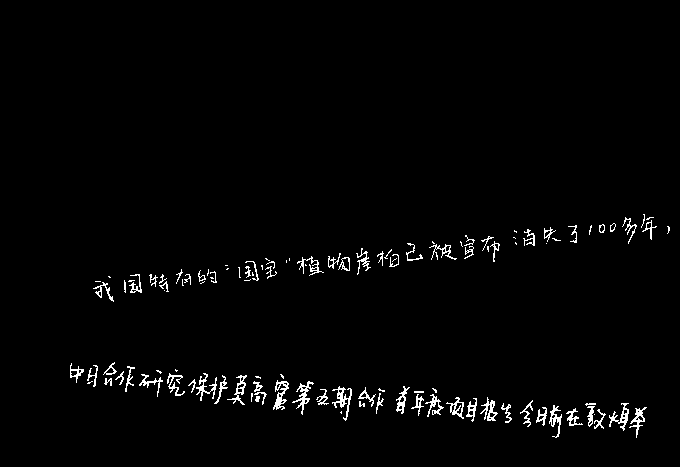 我国特有的“国宝”植物崖柏已被宣布消失了100多年，
中日合作研究保护莫高窟第五期合作首年度项目报告会日前在敦煌举